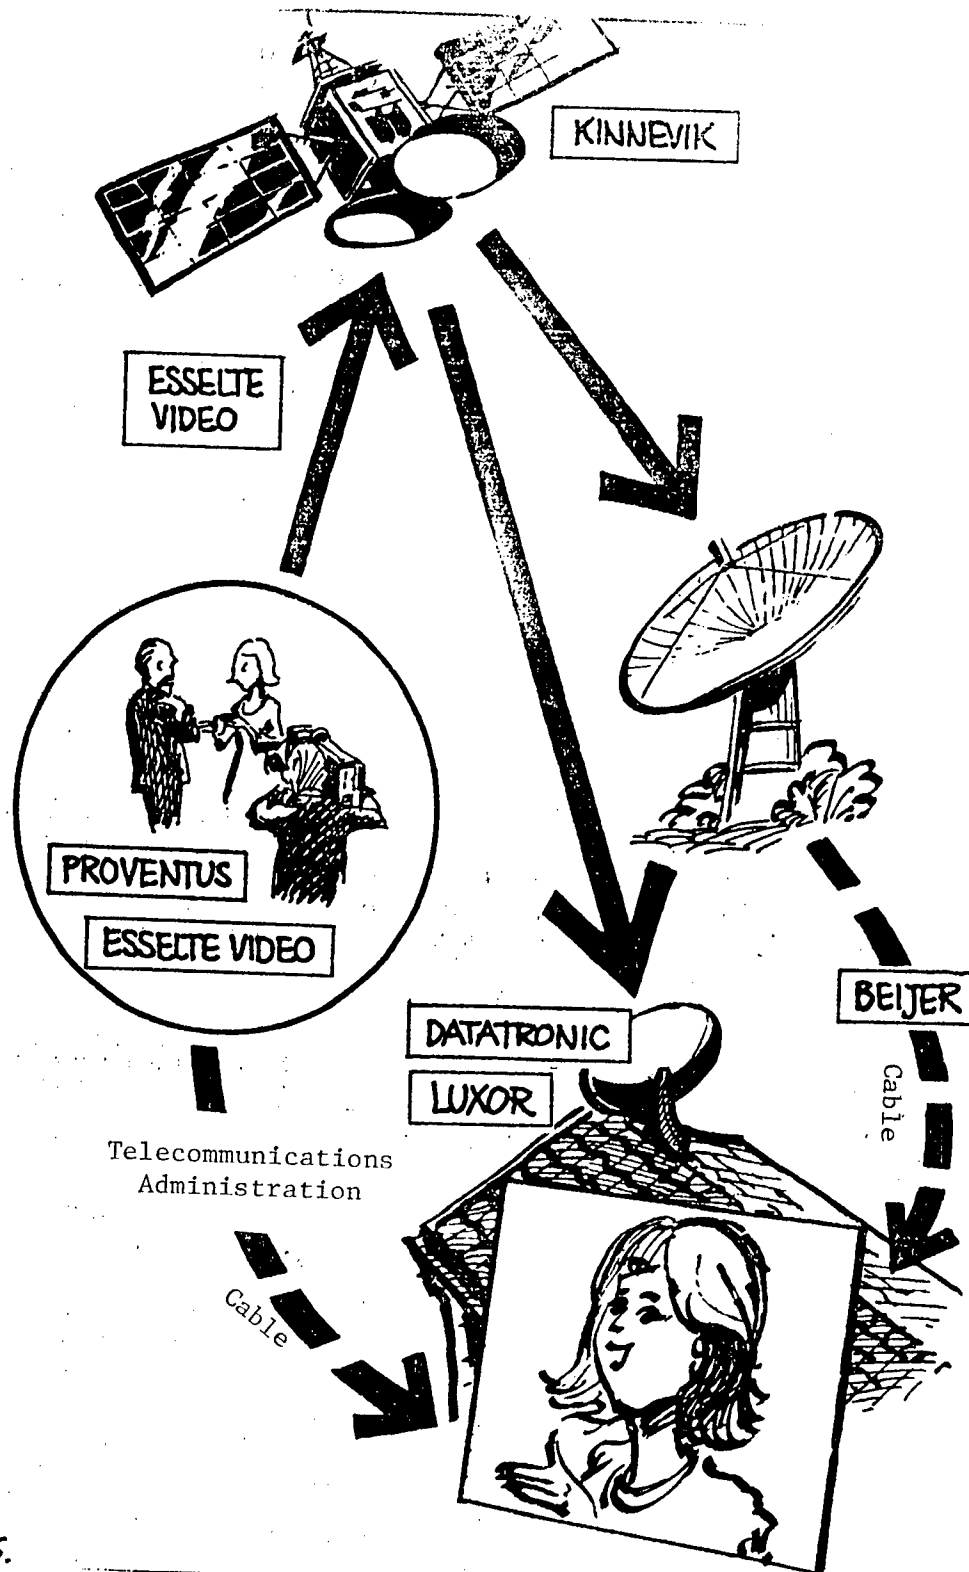 KINNEVIK
ESSELTE
VIDEO
PROVENTUS
ESSELTE VIDEO
BEIJER
DATATRONIC
LUXOR
Cable
Telecommunications
Administration
Cable